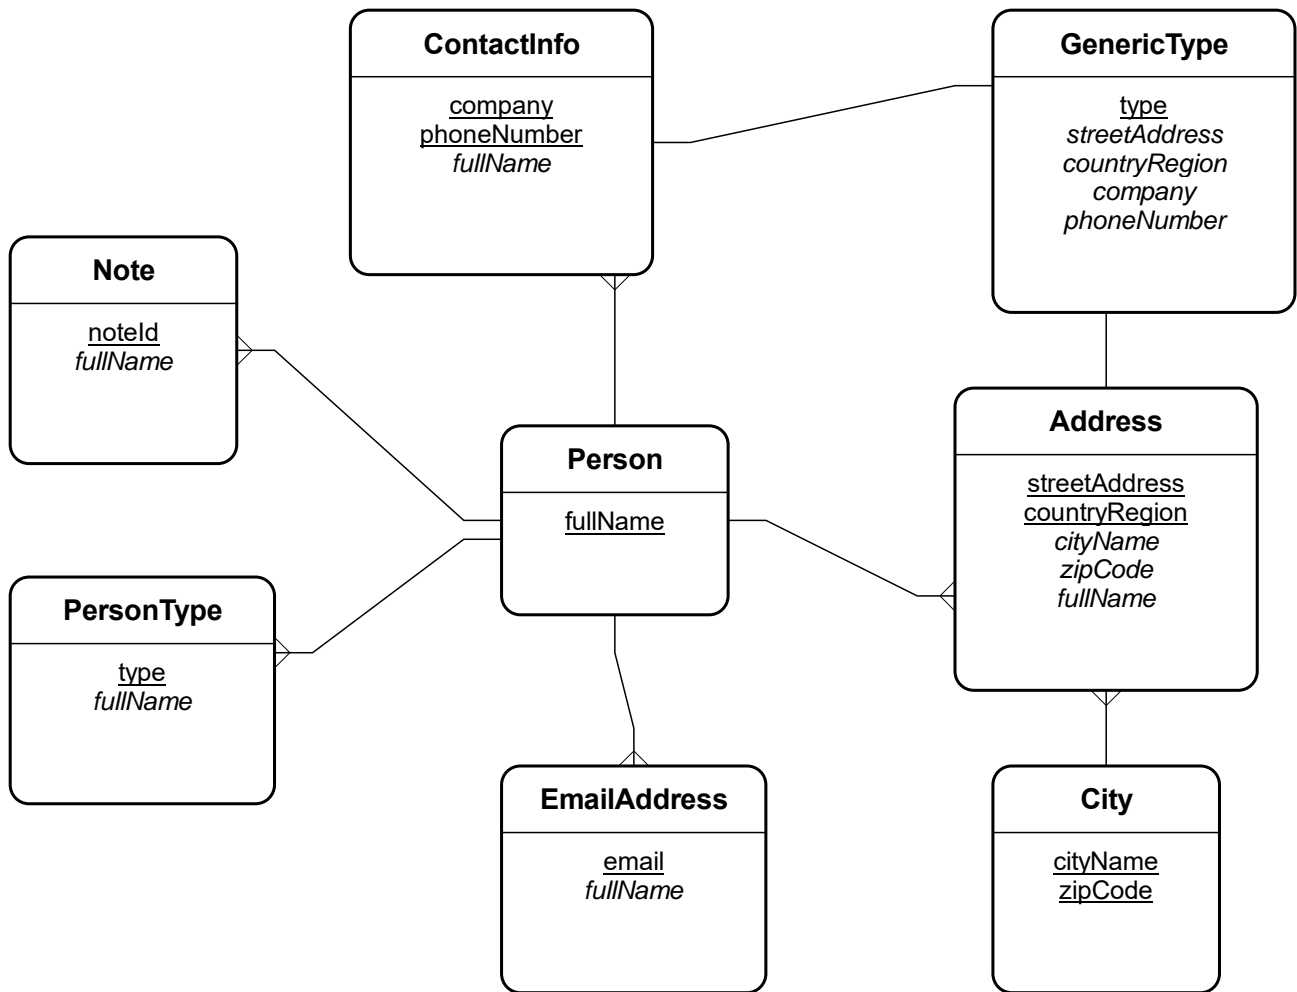 ContactInfo
company
phoneNumber
fullName
GenericType
type
streetAddress
countryRegion
company
phoneNumber
Note
noteId
fullName
Person
fullName
Address
streetAddress
countryRegion
cityName
zipCode
fullName
PersonType
type
fullName
EmailAddress
email
fullName
City
cityName
zipCode